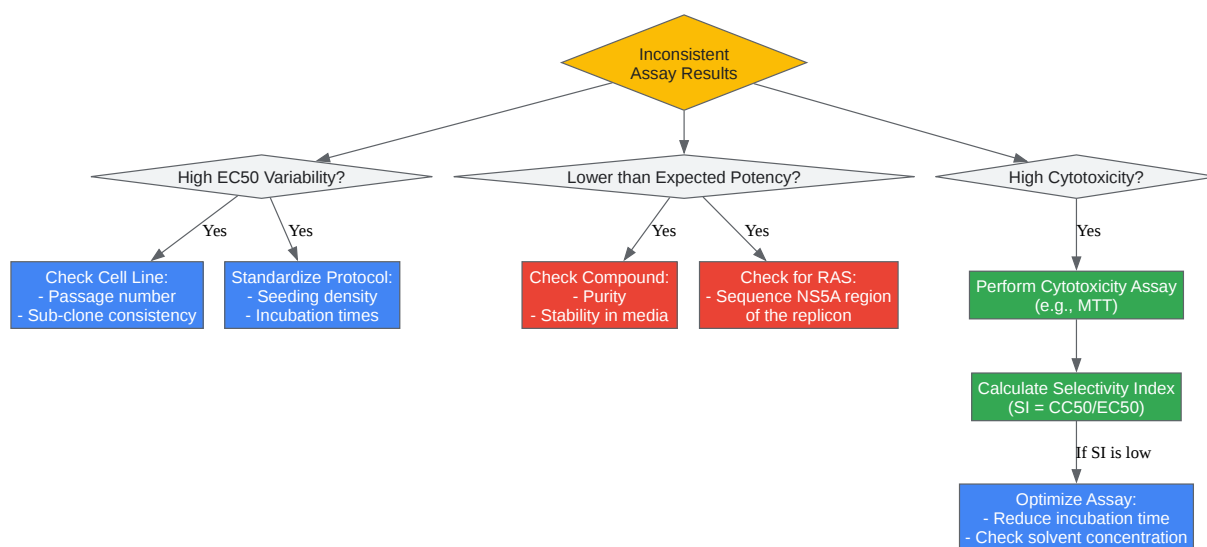 Inconsistent
Assay Results
High EC50 Variability?
Lower than Expected Potency?
High Cytotoxicity?
Yes
Yes
Yes
Yes
Yes
Check Cell Line:
- Passage number
- Sub-clone consistency
Standardize Protocol:
- Seeding density
- Incubation times
Check Compound:
- Purity
- Stability in media
Check for RAS:
- Sequence NS5A region
of the replicon
Perform Cytotoxicity Assay
(e.g., MTT)
Calculate Selectivity Index
(SI = CC50/EC50)
If SI is low
Optimize Assay:
- Reduce incubation time
- Check solvent concentration